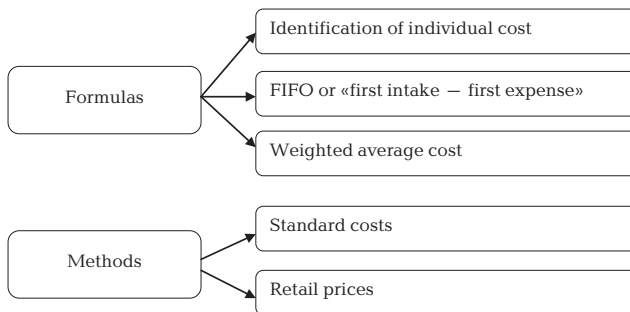 Formulas
Identification of individual cost
FIFO or «first intake — first expense»
Weighted average cost
Methods
Standard costs
Retail prices